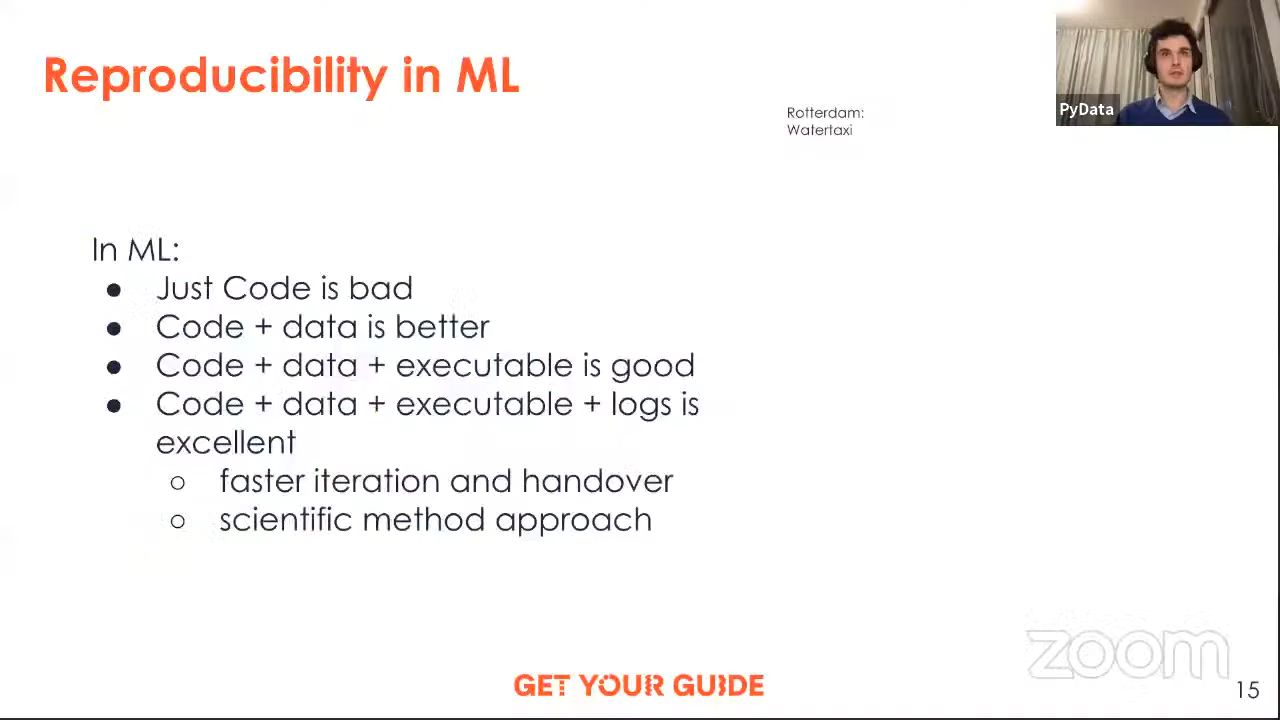 Reproducibility in ML
PyData
Rotterdam:
Watertaxi
In ML:
● Just Code is bad
● Code + data is better
● Code + data + executable is good
● Code + data + executable + logs is
excellent
○ faster iteration and handover
○ scientific method approach
zoom
GET YOUR GUIDE
15